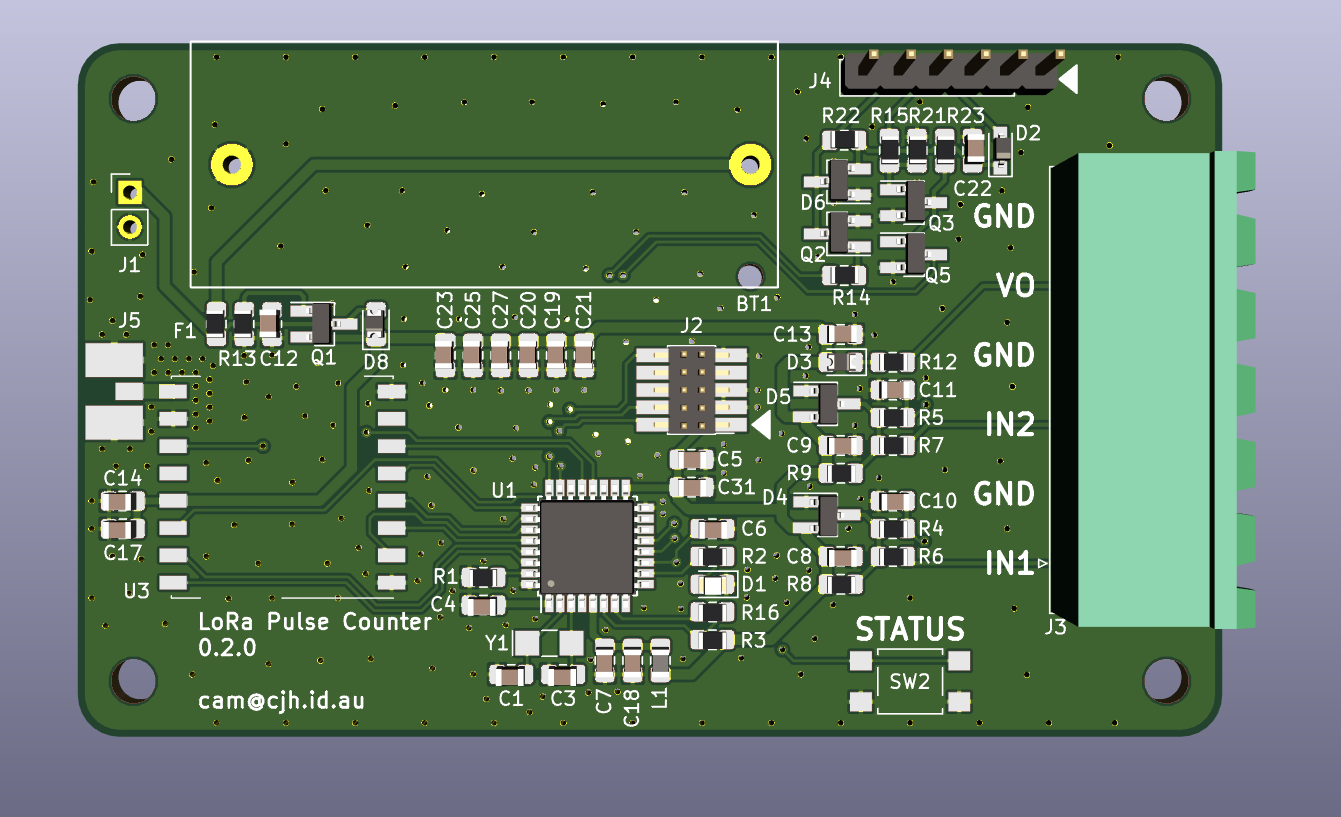 J4
R22 R15 R21 R23
D2
C22
D6
GND
Q3
Q2
Q5
J1
VO
R14
BT1
J5
F1
C23 C25 C27 C20 C19 C21
J2
C13
R13 C12 Q1 D8
GND
D3
R12
D5
C11
R5
IN2
C9
R7
C5
R9
C14
U1
C31
D4
GND
C10
C6
R4
C17
R2
C8
R6
IN1
R1
D1
R8
U3
C4
R16
LoRa Pulse Counter
0.2.0
Y1
R3
STATUS
J3
SW2
cam@cjh.id.au
C1 C3 C7 C18 L1